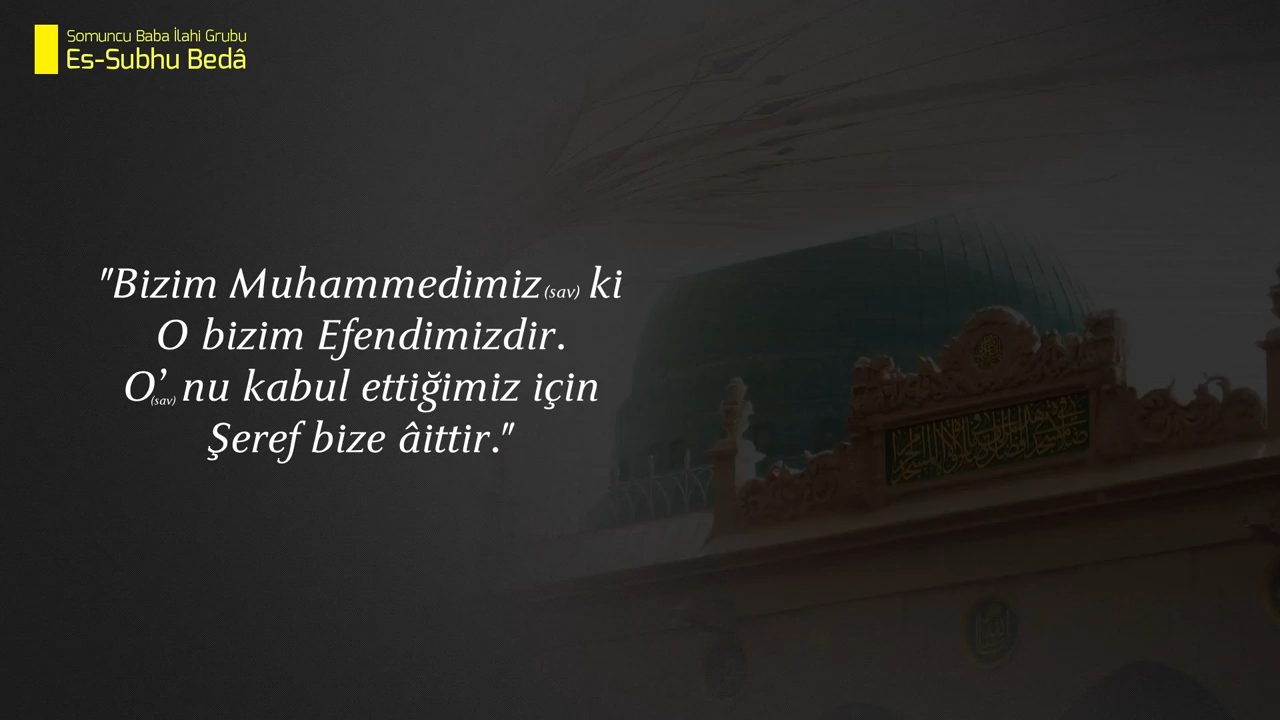 Somuncu Baba İlahi Grubu
Es-Subhu Bedâ
"Bizim Muhammedimiz (sav) ki
O bizim Efendimizdir.
O’ (sav) nu kabul ettiğimiz için
Şeref bize âittir."